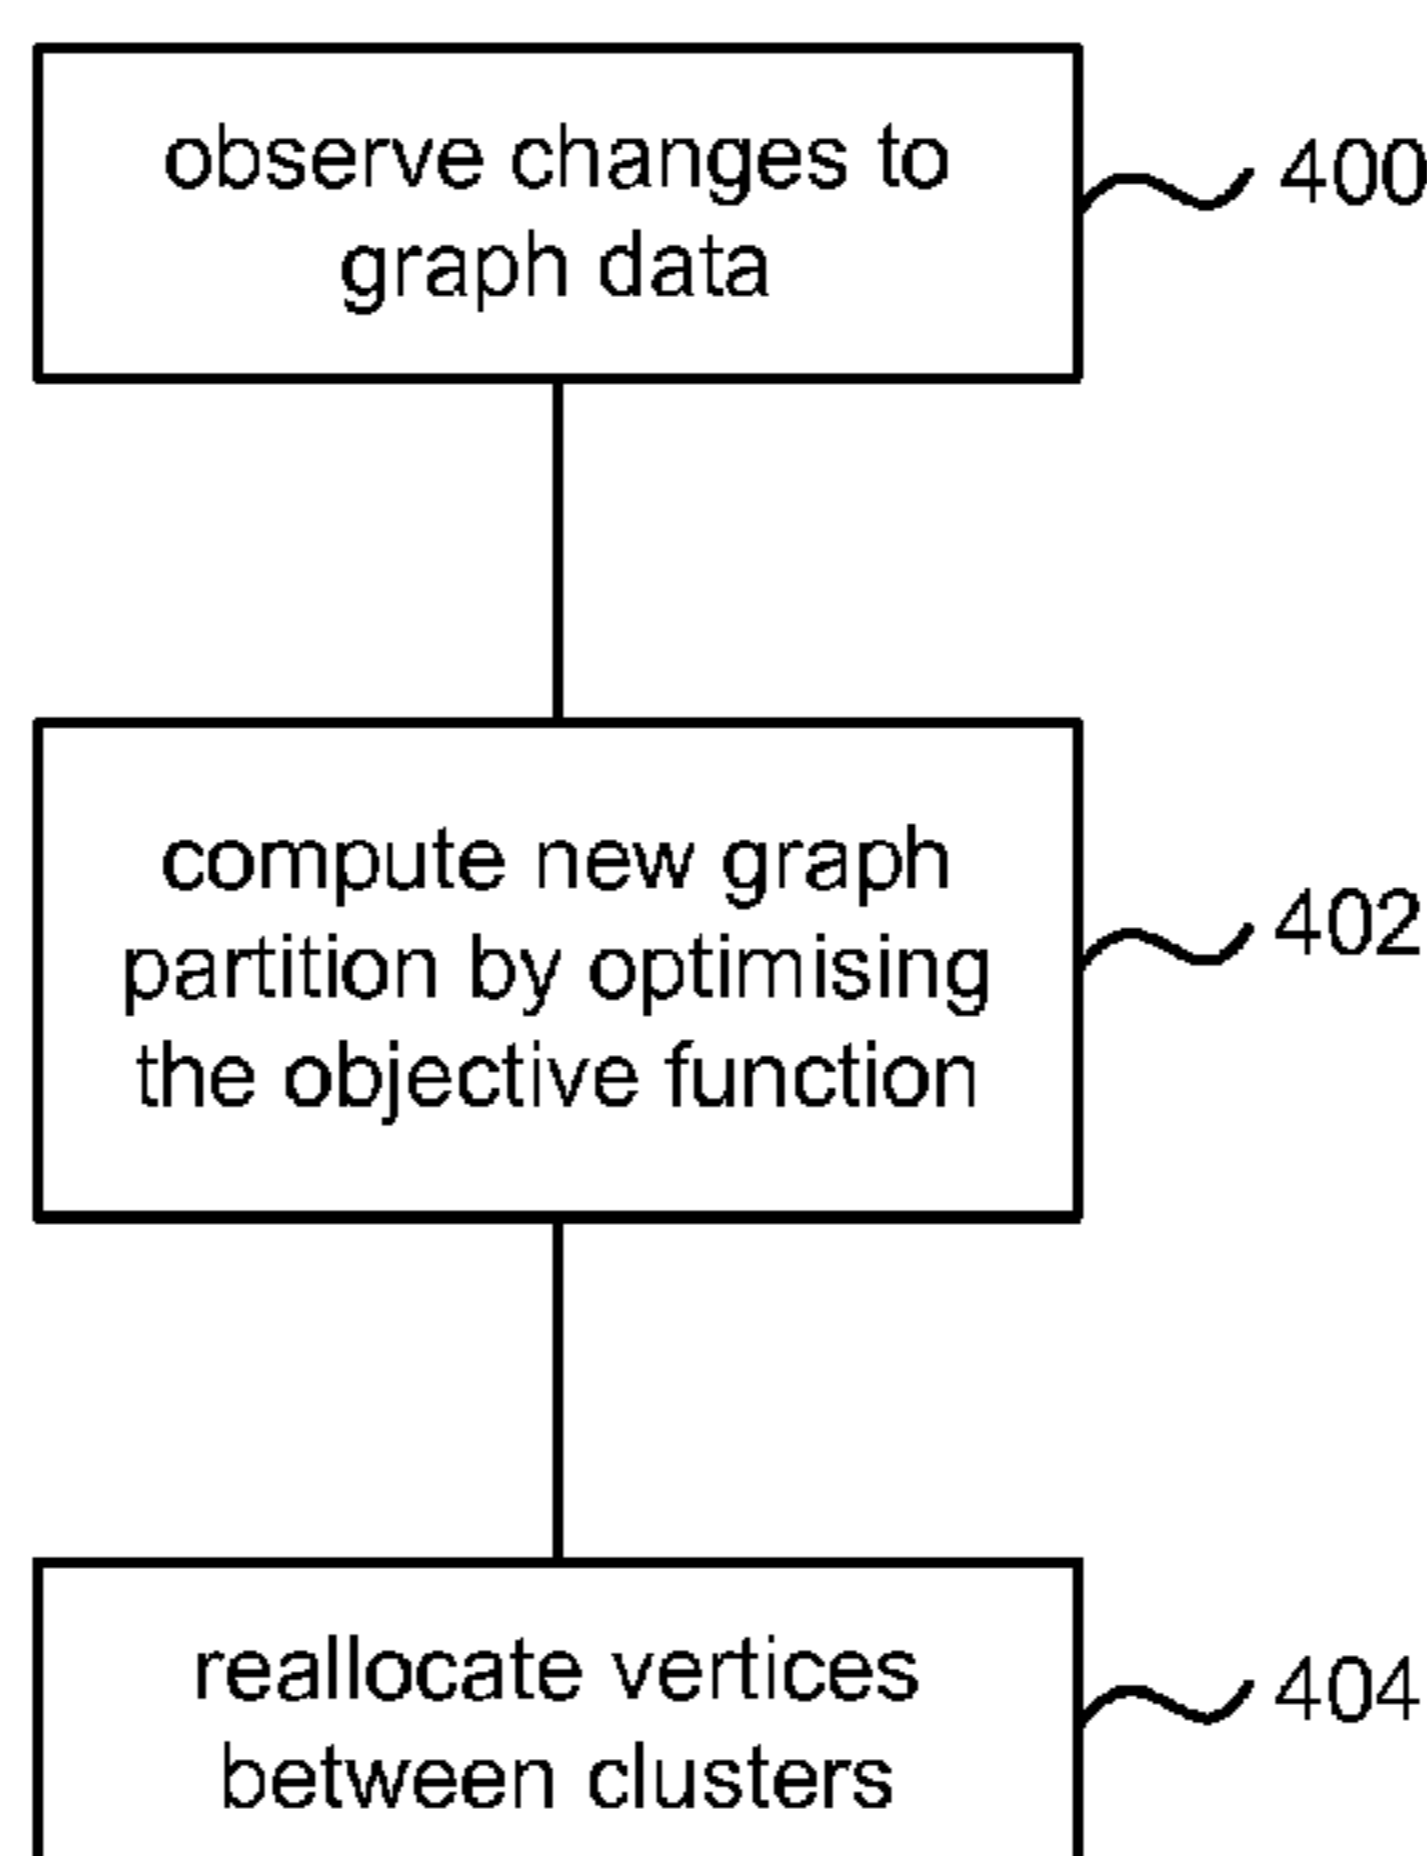 observe changes to
graph data
400
compute new graph
partition by optimising
the objective function
402
reallocate vertices
between clusters
404